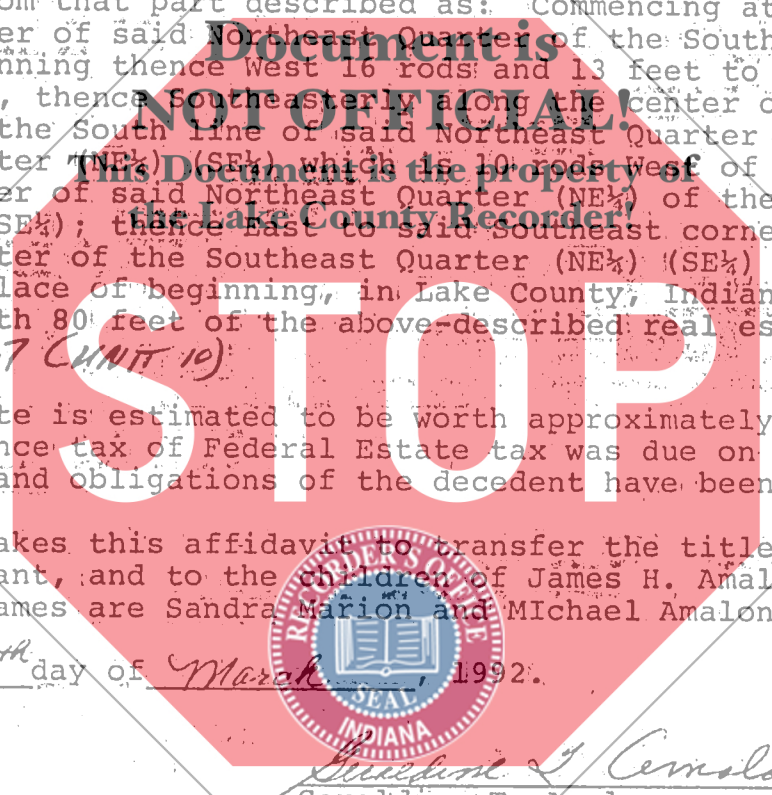 om that part described as: Commencing at
er of said Northeast Quarter of the South
Document is
nning thence West 16 rods and 13 feet to
, thence Southeasterly along the center o
NOT OFFICIAL!
the South line of said Northeast Quarter
ter (NE¼) (SE¼) which is 10 rods West of
This Document is the property of
er of said Northeast Quarter (NE¼) of the
the Lake County Recorder!
SE¼); thence East to said Southeast corne
ter of the Southeast Quarter (NE¼) (SE¼)
lace of beginning, in Lake County, Indian
th 80 feet of the above-described real es
7 (UNIT 10)
STOP
te is estimated to be worth approximately
nce tax of Federal Estate tax was due on
and obligations of the decedent have been
akes this affidavit to transfer the title
ant, and to the children of James H. Amal
ames are Sandra Marion and MIchael Amalon
th day of March, 1992.
RECORDER'S OFFICE
SEAL
INDIANA
Geraldine T